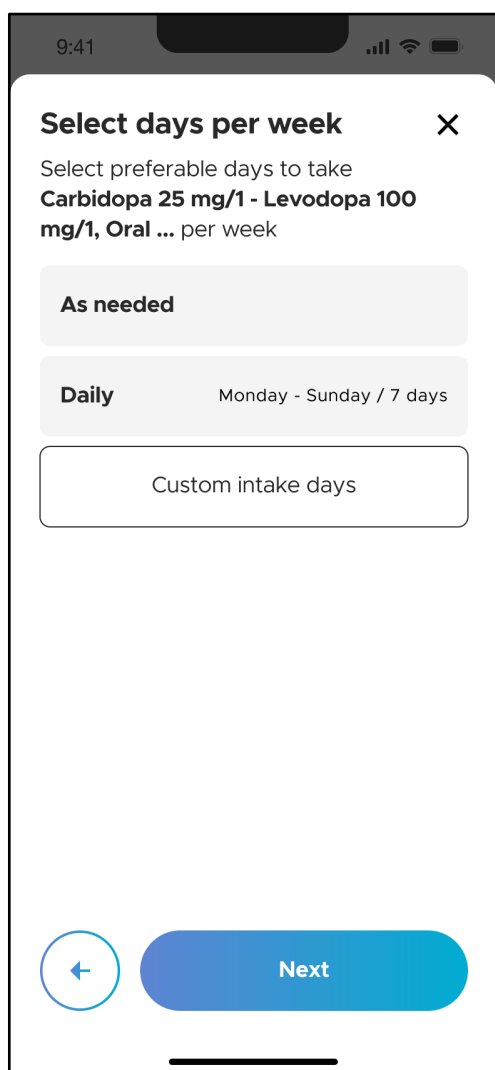 9:41
Select days per week
Select preferable days to take
Carbidopa 25 mg/1 - Levodopa 100
mg/1, Oral ... per week
As needed
Daily Monday - Sunday / 7 days
Custom intake days
Next